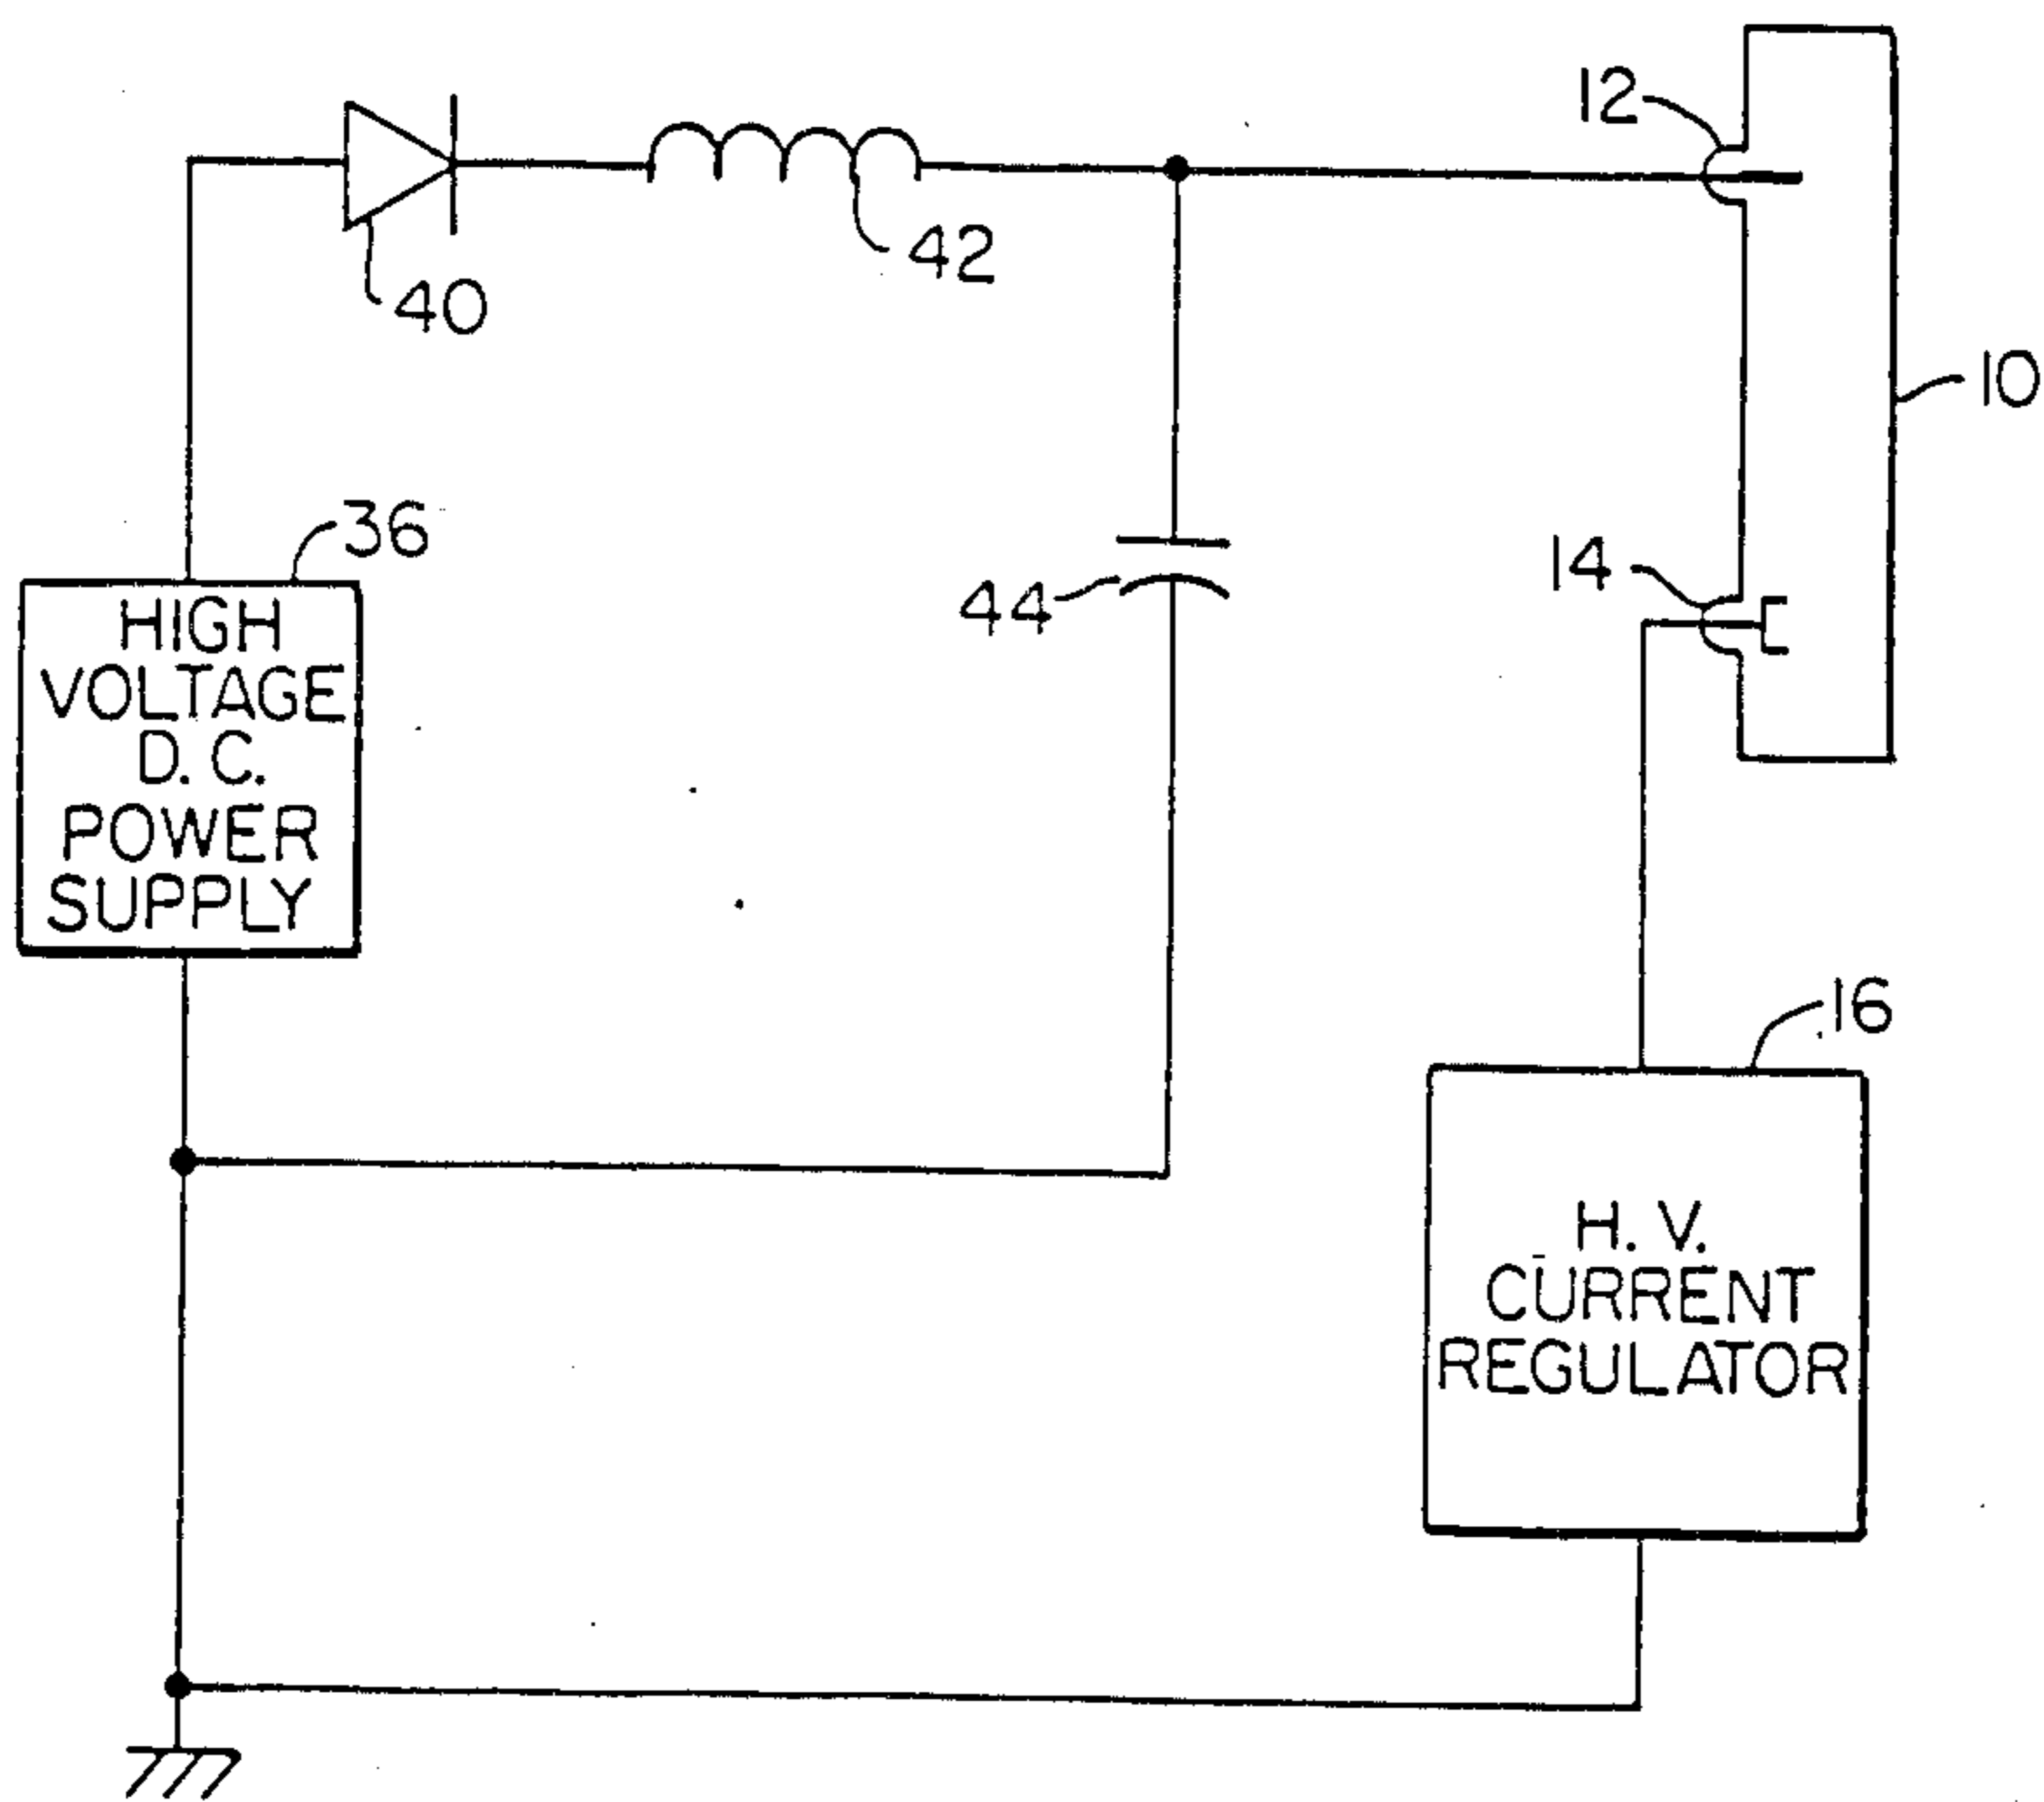 12
42
40
10
36
14
44
HIGH
VOLTAGE
D. C.
POWER
SUPPLY
16
H. V.
CURRENT
REGULATOR